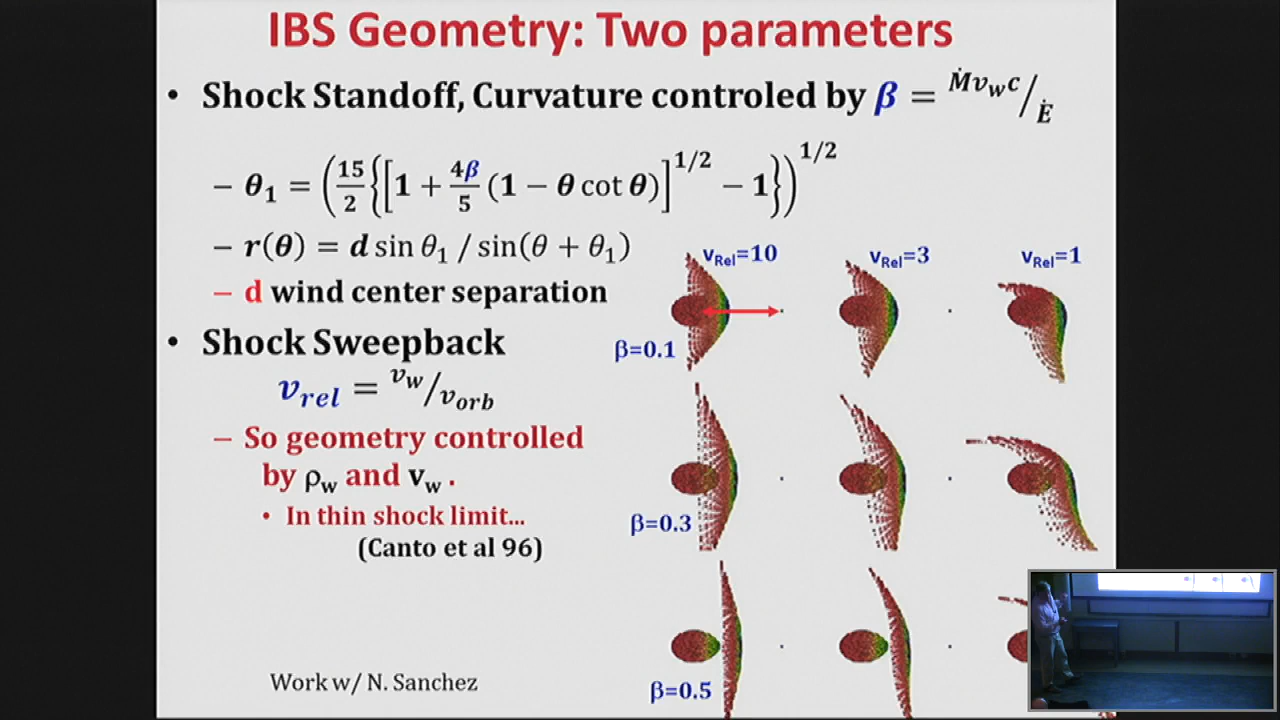 IBS Geometry: Two parameters
• Shock Standoff, Curvature controled by β = Ṁv_wc/Ė
– θ₁ = (15/2 {[1 + 4β/5 (1 − θ cot θ)]^1/2 − 1})^1/2
– r(θ) = d sin θ₁ / sin(θ + θ₁)
– d wind center separation
• Shock Sweepback
v_rel = v_w/v_orb
– So geometry controlled
by ρ_w and v_w .
• In thin shock limit...
(Canto et al 96)
Work w/ N. Sanchez
v_Rel=10
v_Rel=3
v_Rel=1
β=0.1
β=0.3
β=0.5